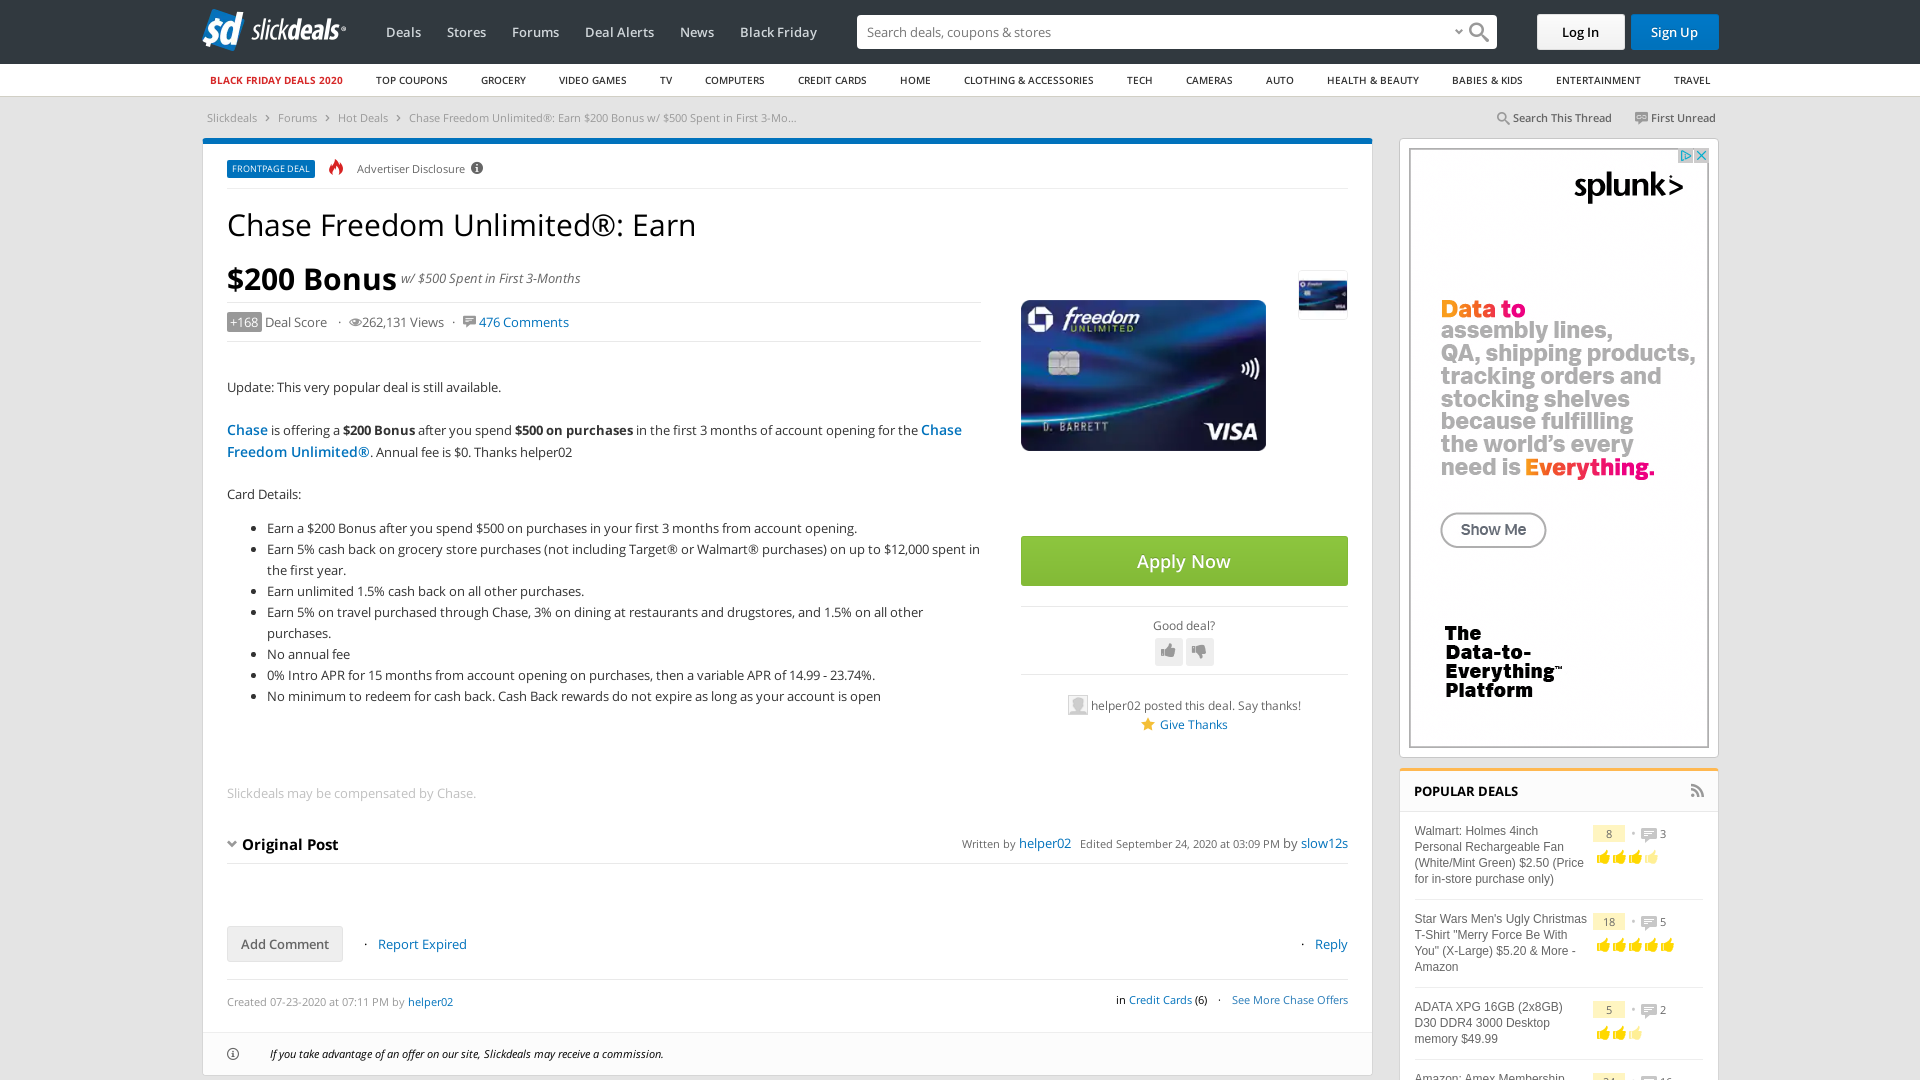 slickdeals
Deals Stores Forums Deal Alerts News Black Friday
Search deals, coupons & shopping
Log In Sign Up
BLACK FRIDAY DEALS 2020 TOP COUPONS GROCERY VIDEO GAMES TV COMPUTERS CREDIT CARDS HOME CLOTHING & ACCESSORIES TECH CAMERAS AUTO HEALTH & BEAUTY BABIES & KIDS ENTERTAINMENT TRAVEL
Slickdeals › Forums › Hot Deals › Chase Freedom Unlimited®: Earn $200 Bonus w/ $500 Spent in First 3-Mo...
Search This Thread First Unread
FRONTPAGE DEAL Advertiser Disclosure
Chase Freedom Unlimited®: Earn
$200 Bonus w/ $500 Spent in First 3-Months
+168 Deal Score · 262,131 Views · 476 Comments
Update: This very popular deal is still available.
Chase is offering a $200 Bonus after you spend $500 on purchases in the first 3 months of account opening for the Chase
Freedom Unlimited®. Annual fee is $0. Thanks helper02
Card Details:
• Earn a $200 Bonus after you spend $500 on purchases in your first 3 months from account opening.
• Earn 5% cash back on grocery store purchases (not including Target® or Walmart® purchases) on up to $12,000 spent in
the first year.
• Earn unlimited 1.5% cash back on all other purchases.
• Earn 5% on travel purchased through Chase, 3% on dining at restaurants and drugstores, and 1.5% on all other
purchases.
• No annual fee
• 0% Intro APR for 15 months from account opening on purchases, then a variable APR of 14.99 - 23.74%.
• No minimum to redeem for cash back. Cash Back rewards do not expire as long as your account is open
freedom
UNLIMITED
D. BARRETT
VISA
Apply Now
Good deal?
helper02 posted this deal. Say thanks!
Give Thanks
Slickdeals may be compensated by Chase.
Original Post
Written by helper02 Edited September 24, 2020 at 03:09 PM by slow12s
Add Comment · Report Expired
· Reply
Created 07-23-2020 at 07:11 PM by helper02
in Credit Cards (6) · See More Chase Offers
If you take advantage of an offer on our site, Slickdeals may receive a commission.
splunk>
Data to
assembly lines,
QA, shipping products,
tracking orders and
stocking shelves
because fulfilling
the world's every
need is Everything.
Show Me
The
Data-to-
Everything™
Platform
POPULAR DEALS
Walmart: Holmes 4inch
Personal Rechargeable Fan
(White/Mint Green) $2.50 (Price
for in-store purchase only)
8 • 3
Star Wars Men's Ugly Christmas
T-Shirt "Merry Force Be With
You" (X-Large) $5.20 & More -
Amazon
18 • 5
ADATA XPG 16GB (2x8GB)
D30 DDR4 3000 Desktop
memory $49.99
5 • 2
Amazon: Amex Membership